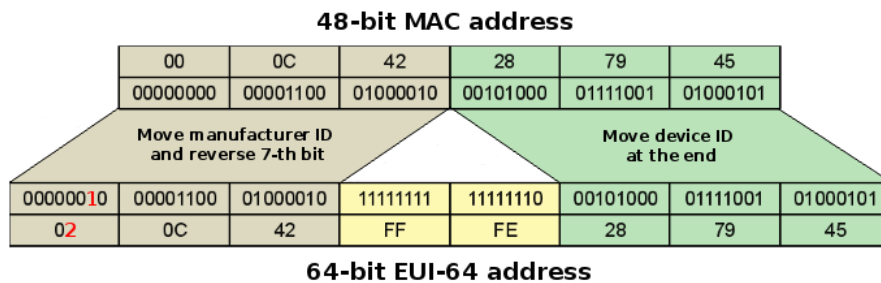 48-bit MAC address
00 0C 42 28 79 45
00000000 00001100 01000010 00101000 01111001 01000101
Move manufacturer ID
and reverse 7-th bit
Move device ID
at the end
00000010 00001100 01000010 11111111 11111110 00101000 01111001 01000101
02 0C 42 FF FE 28 79 45
64-bit EUI-64 address